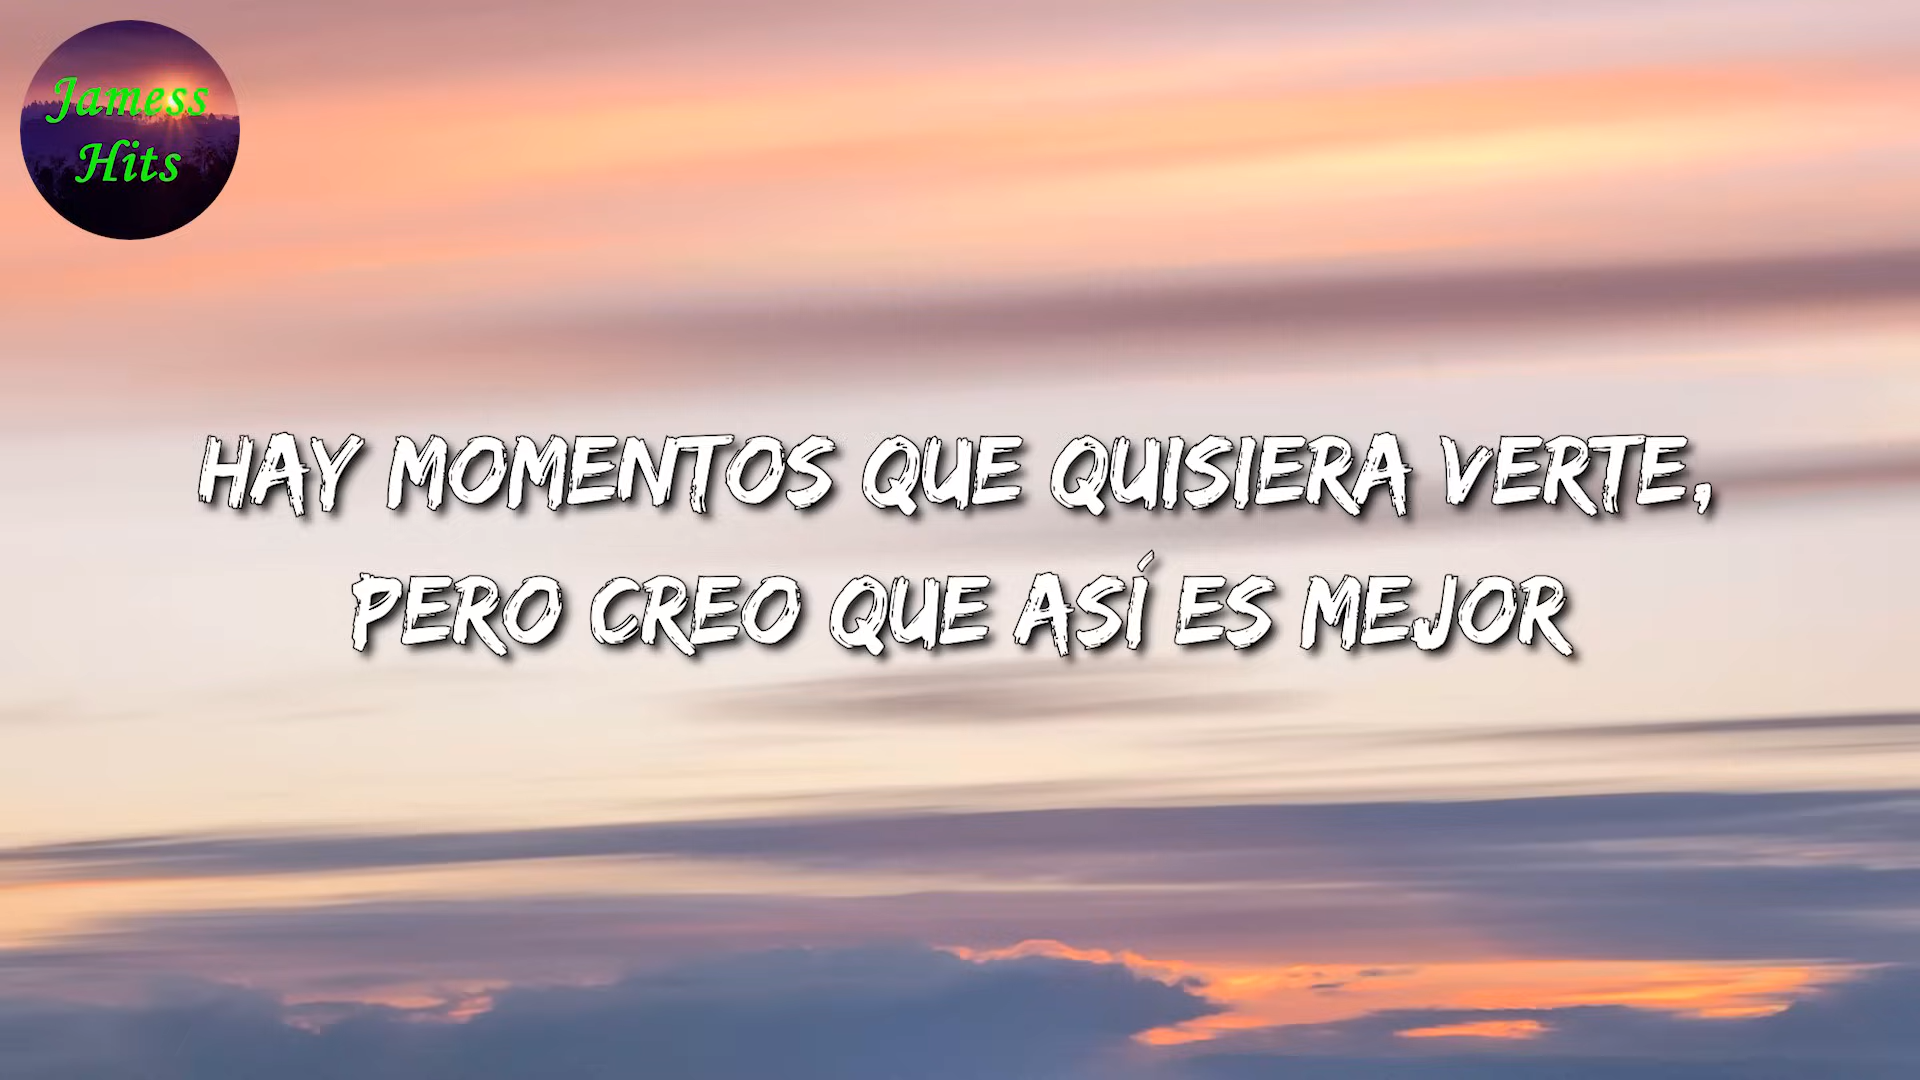 Jamess
Hits
HAY MOMENTOS QUE QUISIERA VERTE,
PERO CREO QUE ASÍ ES MEJOR